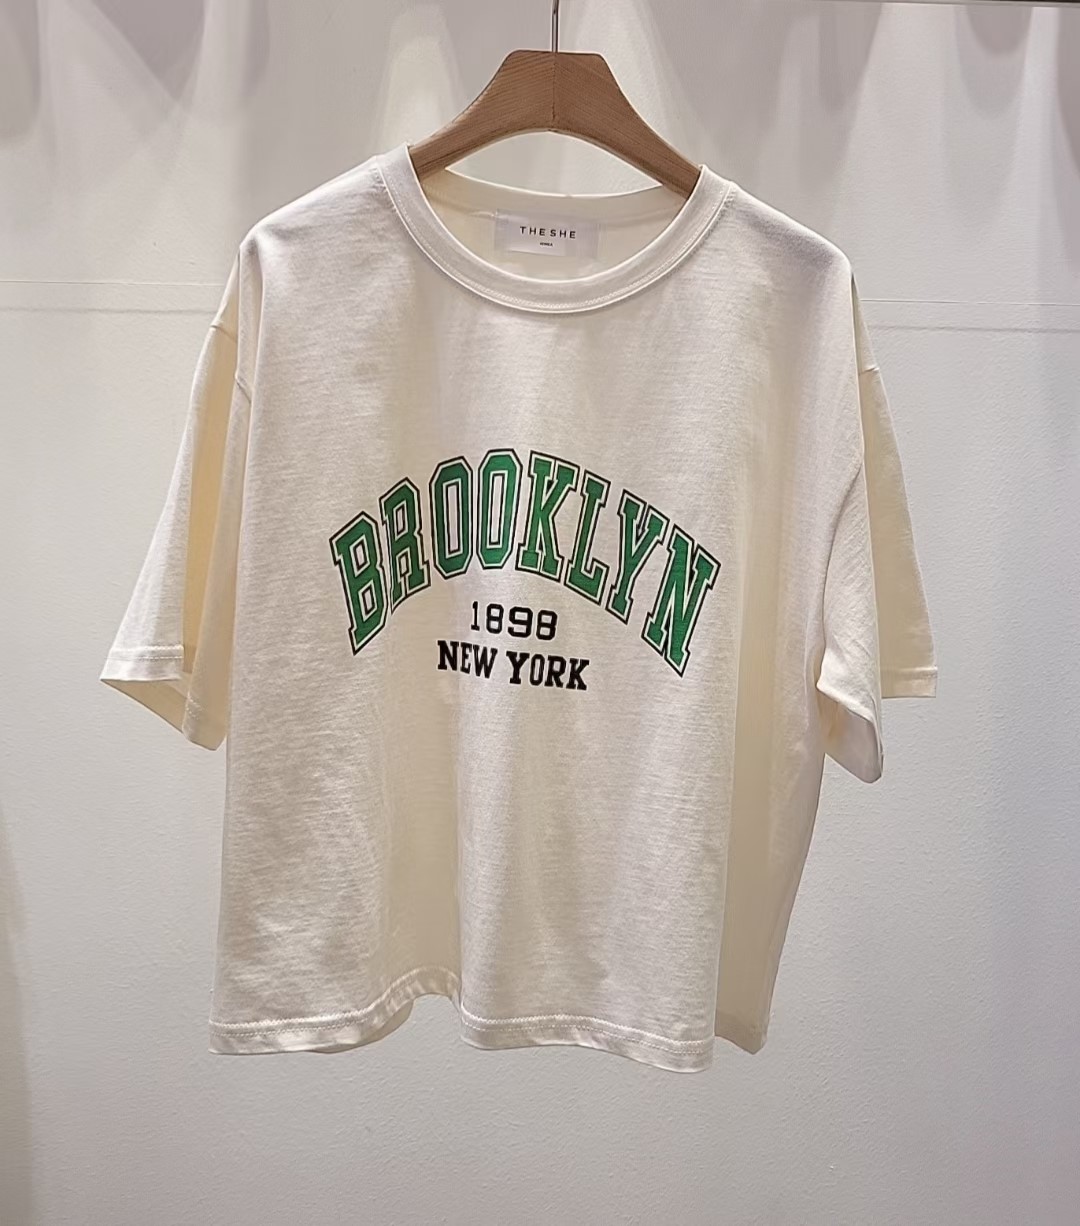 THE SHE
BROOKLYN
1898
NEW YORK